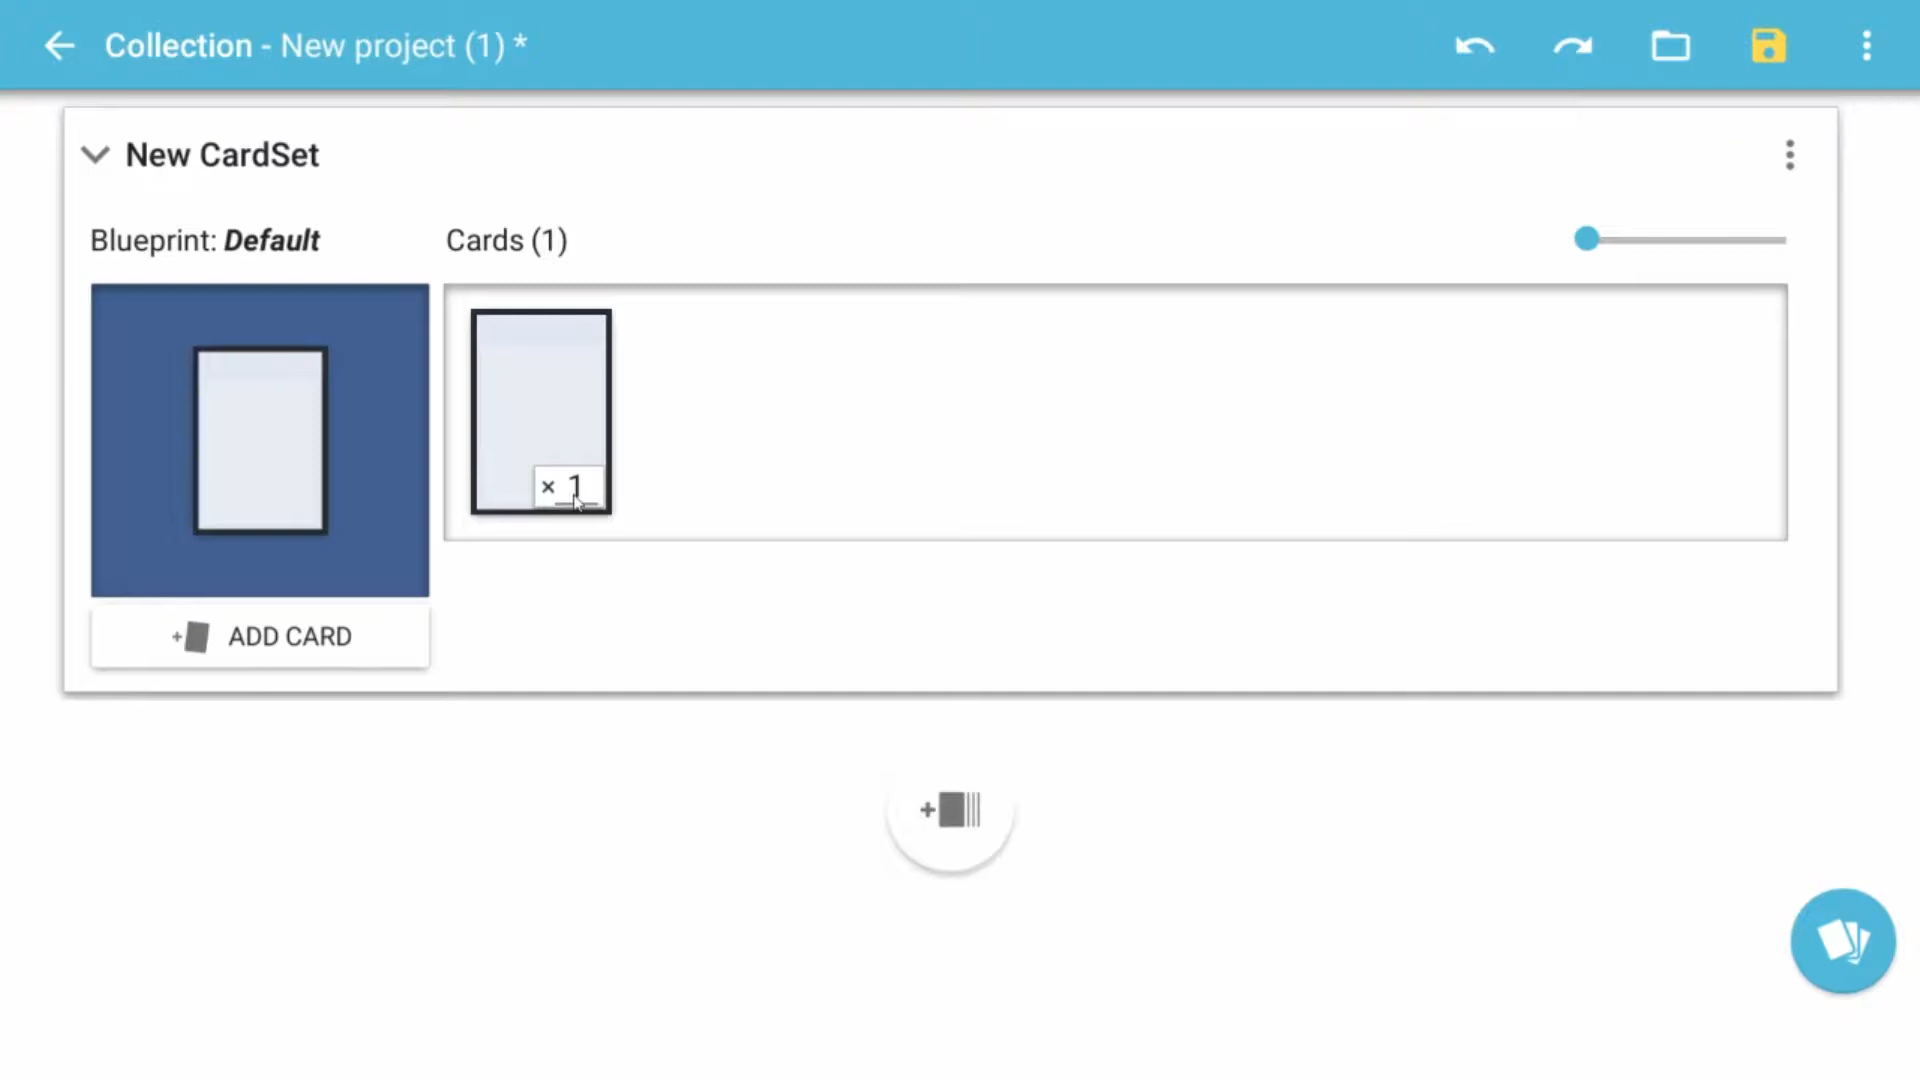 Collection - New project (1) *
New CardSet
Blueprint: Default
Cards (1)
× 1
ADD CARD